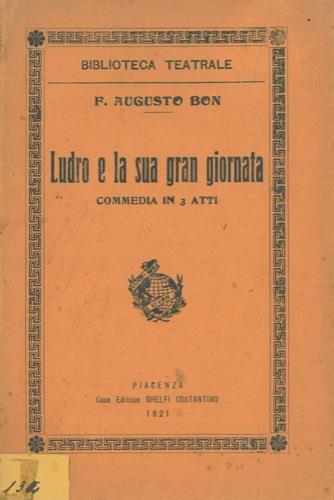 BIBLIOTECA TEATRALE
F. AUGUSTO BON
Ludro e la sua gran giornata
COMMEDIA IN 3 ATTI
PIACENZA
Casa Editrice GHELFI COSTANTINO
1921